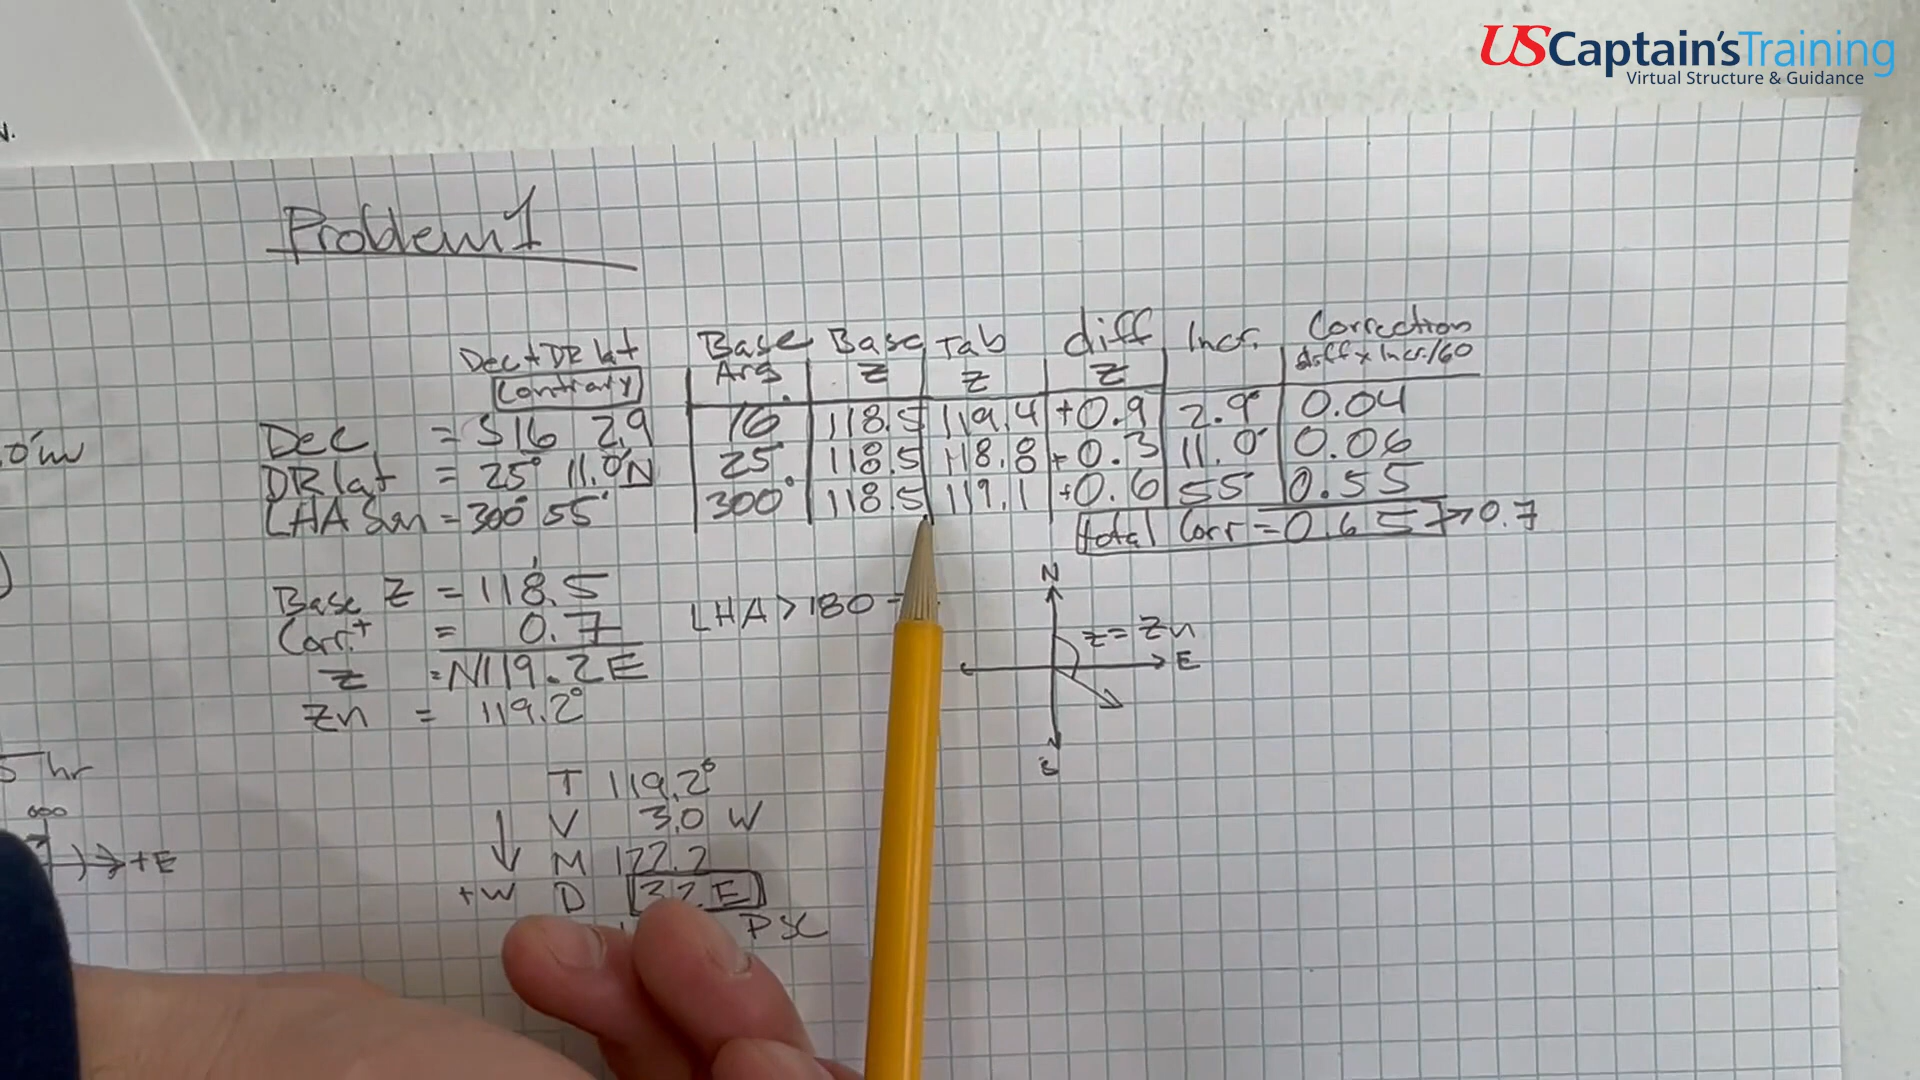 USCaptain'sTraining
Virtual Structure & Guidance
Problem 1
Dec + DR lat
Contrary
Dec = S16 2.9
DR lat = 25° 11.0'N
LHA Sun = 300° 55'
Base Arg. Base Z Tab Z diff Z Incr. Correction diff x Incr./60
16 118.5 119.4 +0.9 2.9' 0.04
25 118.5 118.8 +0.3 11.0' 0.06
300° 118.5 119.1 +0.6 55' 0.55
total Corr = 0.65 → 0.7
Base Z = 118.5
Corr+ = 0.7
Z = N119.2E
Zn = 119.2°
LHA > 180
N
Z = Zn
E
S
T 119.2°
V 3.0 W
M 122.2
+W D
PSC
hr
000
+E